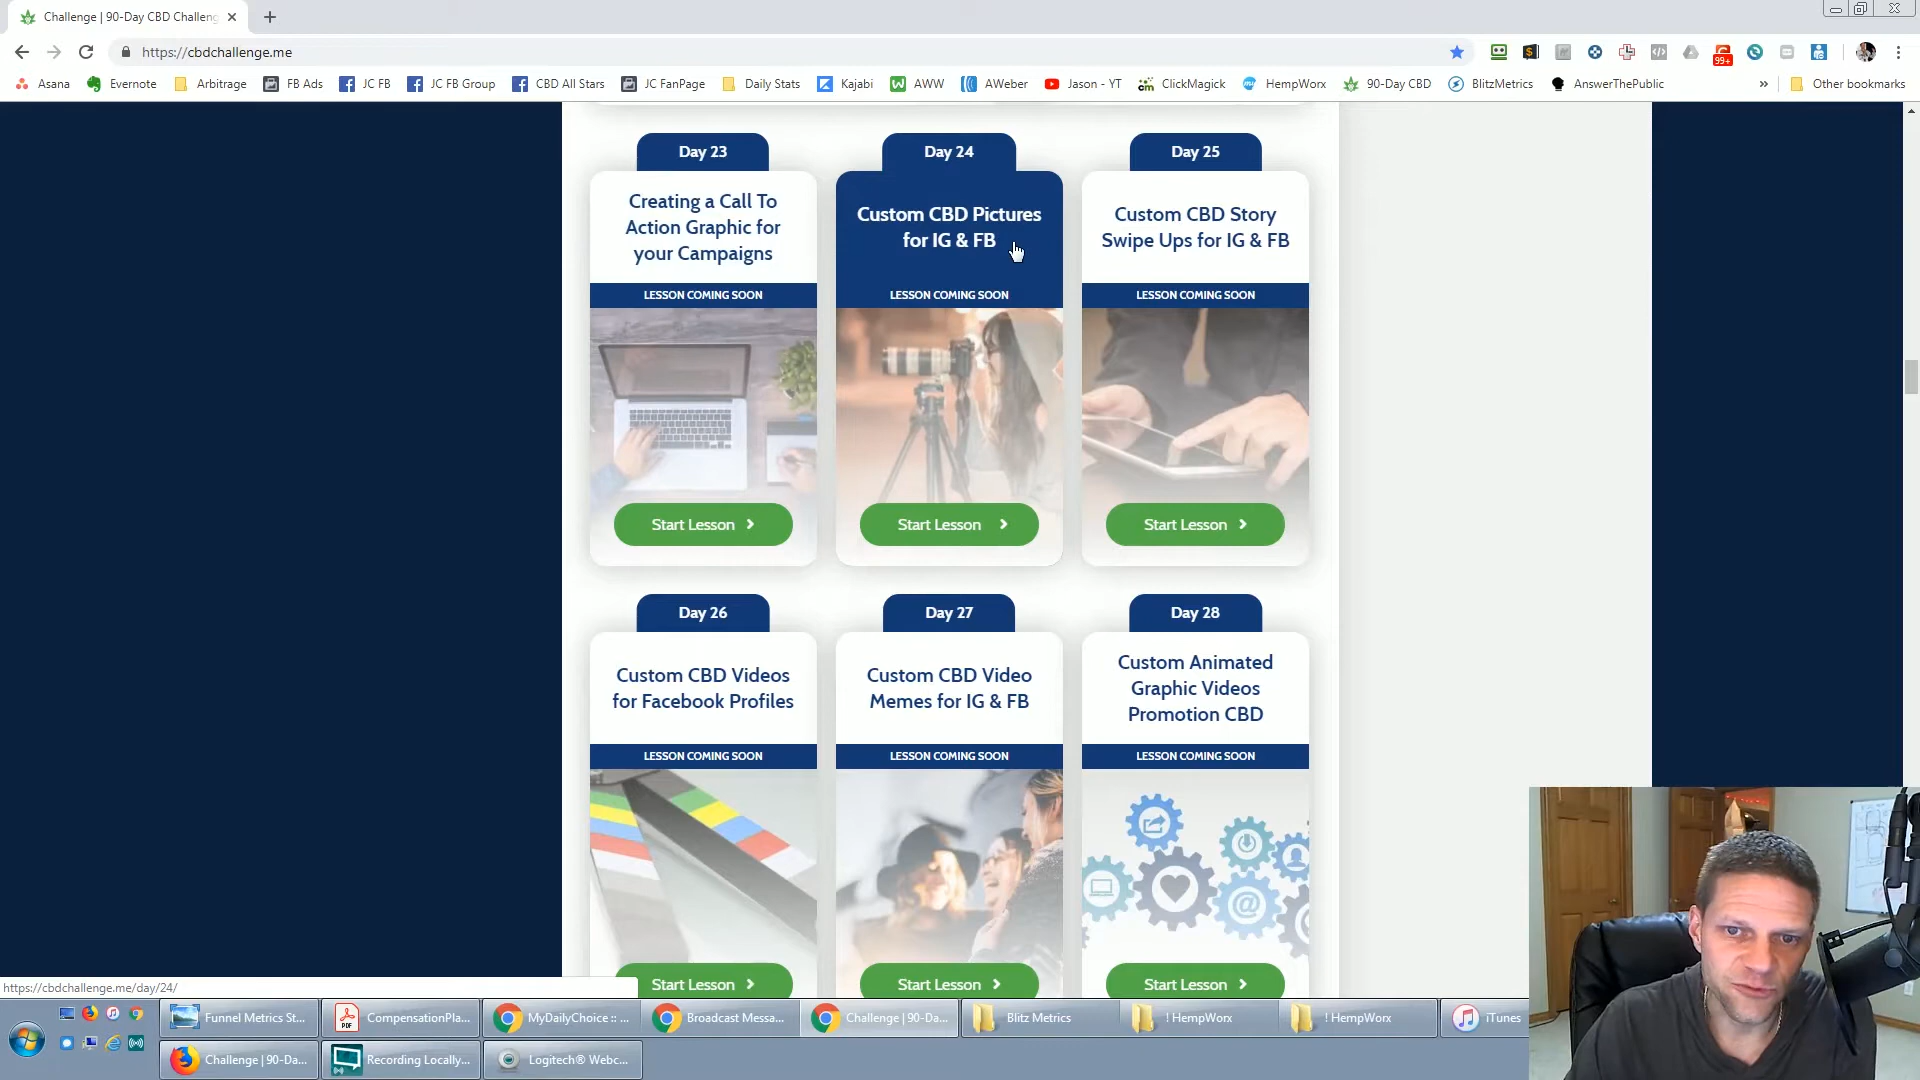 Challenge | 90-Day CBD Challeng
https://cbdchallenge.me
99+
Asana
Evernote
Arbitrage
FB Ads
JC FB
JC FB Group
CBD All Stars
JC FanPage
Daily Stats
Kajabi
AWW
AWeber
Jason - YT
ClickMagick
HempWorx
90-Day CBD
BlitzMetrics
AnswerThePublic
Other bookmarks
Day 23
Creating a Call To
Action Graphic for
your Campaigns
LESSON COMING SOON
Start Lesson
Day 24
Custom CBD Pictures
for IG & FB
LESSON COMING SOON
Start Lesson
Day 25
Custom CBD Story
Swipe Ups for IG & FB
LESSON COMING SOON
Start Lesson
Day 26
Custom CBD Videos
for Facebook Profiles
LESSON COMING SOON
Start Lesson
Day 27
Custom CBD Video
Memes for IG & FB
LESSON COMING SOON
Start Lesson
Day 28
Custom Animated
Graphic Videos
Promotion CBD
LESSON COMING SOON
Start Lesson
https://cbdchallenge.me/day/24/
Funnel Metrics St...
CompensationPla...
MyDailyChoice :: ...
Broadcast Messa...
Challenge | 90-Da...
Blitz Metrics
! HempWorx
! HempWorx
iTunes
Challenge | 90-Da...
Recording Locally...
Logitech® Webc...